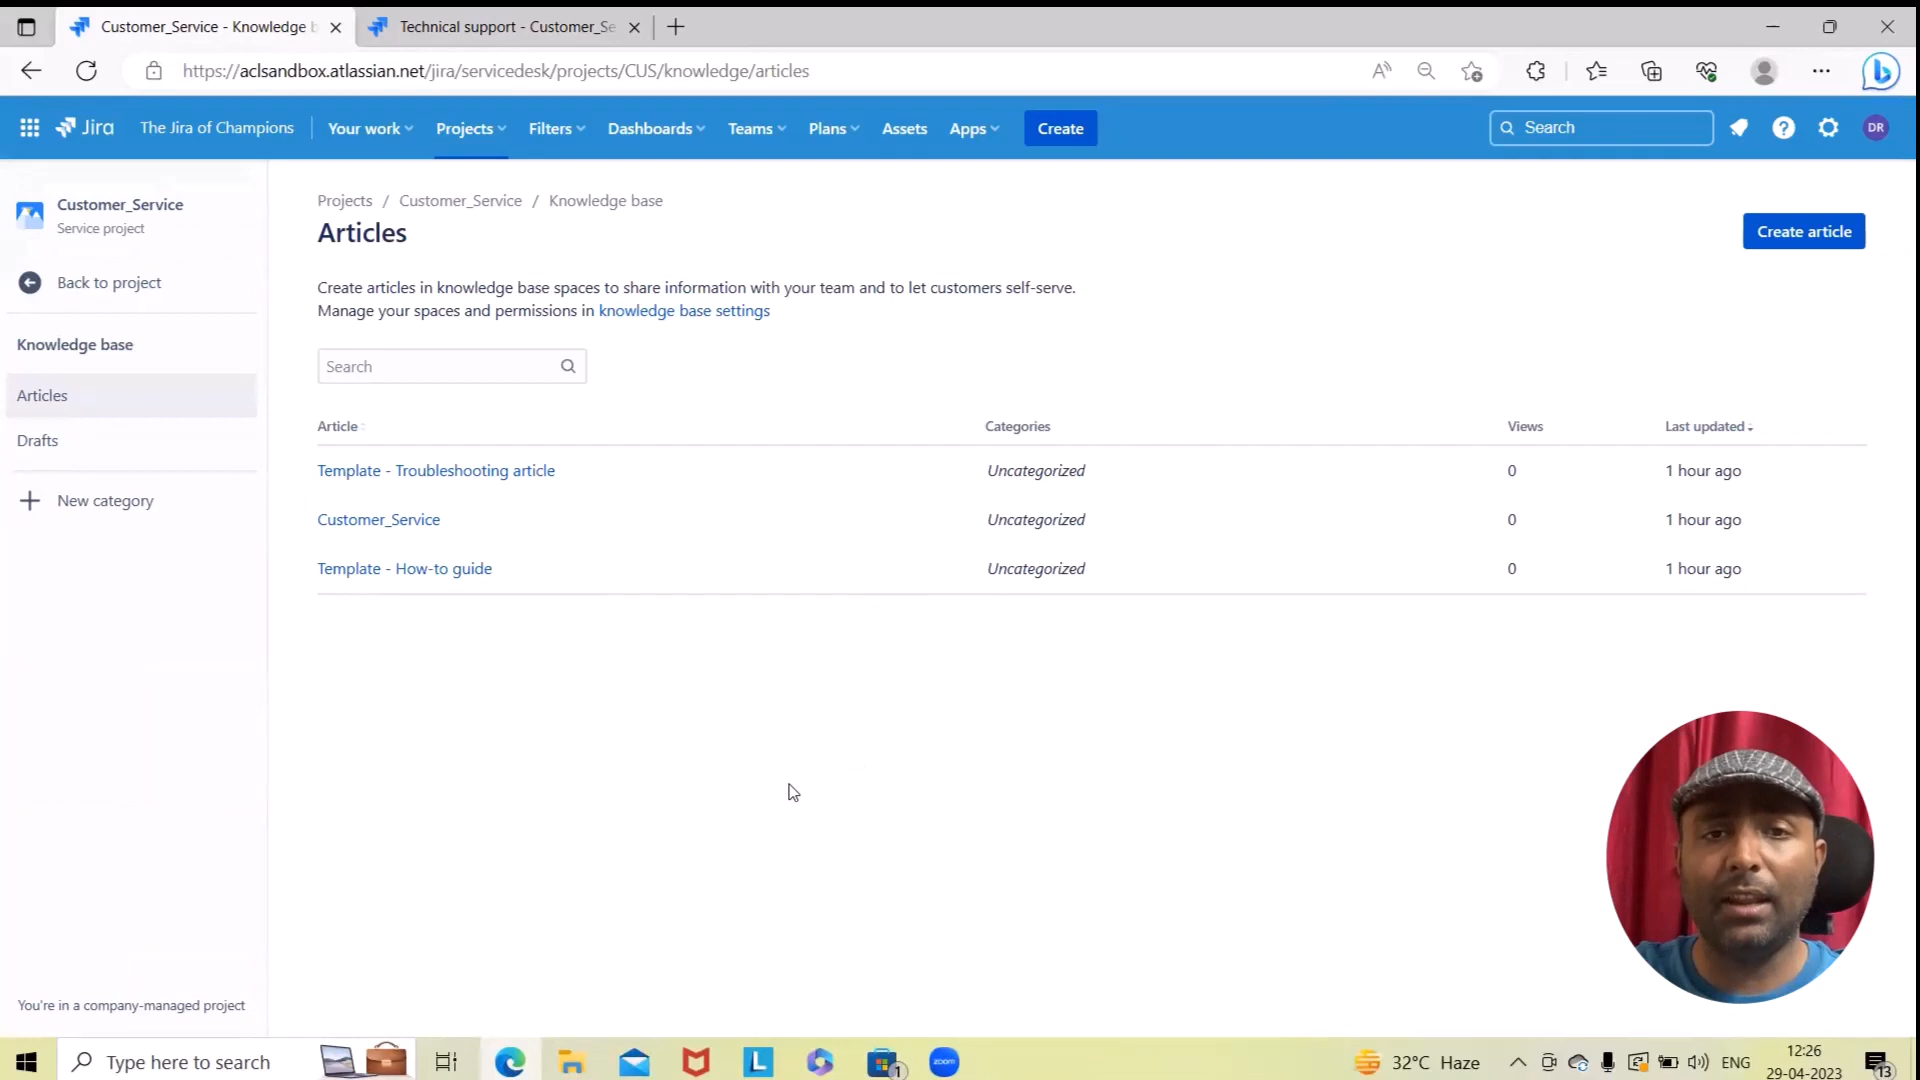 Customer_Service - Knowledge b
Technical support - Customer_Se
https://aclsandbox.atlassian.net/jira/servicedesk/projects/CUS/knowledge/articles
Jira
The Jira of Champions
Your work
Projects
Filters
Dashboards
Teams
Plans
Assets
Apps
Create
Search
DR
Customer_Service
Service project
Back to project
Knowledge base
Articles
Drafts
New category
You're in a company-managed project
Projects / Customer_Service / Knowledge base
Articles
Create article
Create articles in knowledge base spaces to share information with your team and to let customers self-serve.
Manage your spaces and permissions in knowledge base settings
Search
Article Categories Views Last updated
Template - Troubleshooting article Uncategorized 0 1 hour ago
Customer_Service Uncategorized 0 1 hour ago
Template - How-to guide Uncategorized 0 1 hour ago
Type here to search
L
1
zoom
32°C Haze
ENG
12:26
29-04-2023
13